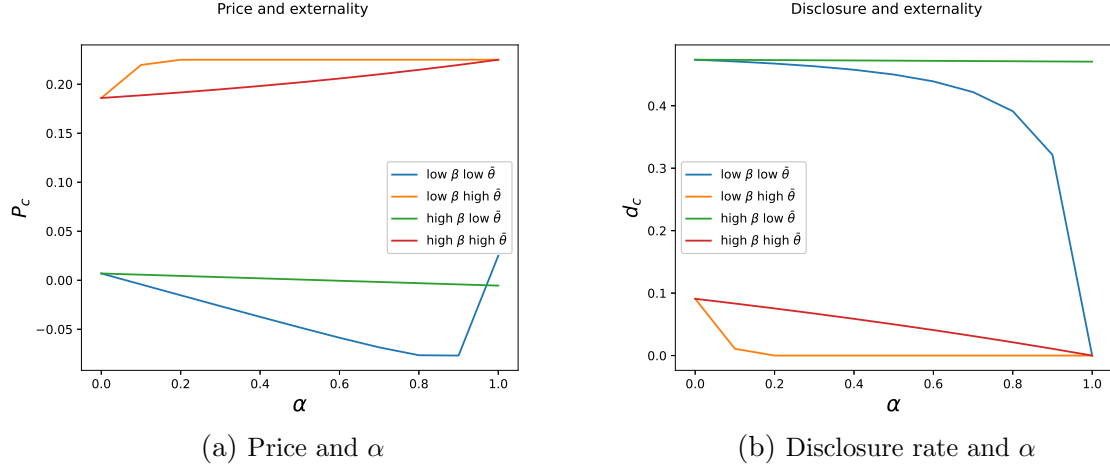 Price and externality
0.20
0.15
0.10
0.05
0.00
−0.05
P_c
low β low θ̄
low β high θ̄
high β low θ̄
high β high θ̄
0.0 0.2 0.4 0.6 0.8 1.0
α
(a) Price and α
Disclosure and externality
0.4
0.3
0.2
0.1
0.0
d_c
low β low θ̄
low β high θ̄
high β low θ̄
high β high θ̄
0.0 0.2 0.4 0.6 0.8 1.0
α
(b) Disclosure rate and α